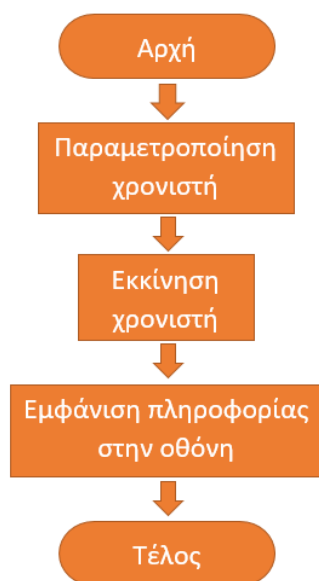 Αρχή
Παραμετροποίηση
χρονιστή
Εκκίνηση
χρονιστή
Εμφάνιση πληροφορίας
στην οθόνη
Τέλος